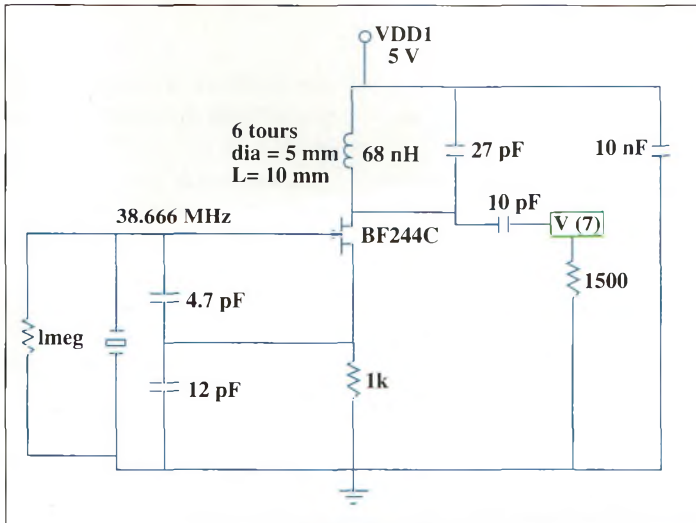 VDD1
5 V
6 tours
dia = 5 mm
L= 10 mm
68 nH
27 pF
10 nF
10 pF
38.666 MHz
BF244C
V (7)
4.7 pF
1500
lmeg
12 pF
1k